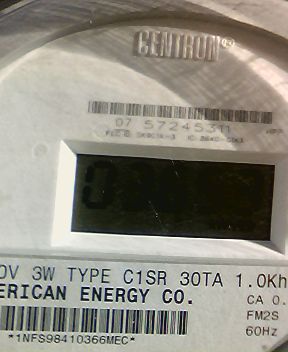 CENTRON®
07 57245311
0V 3W TYPE C1SR 30TA 1.0Kh
ERICAN ENERGY CO.
CA 0.
FM2S
60Hz
*1NFS98410366MEC*